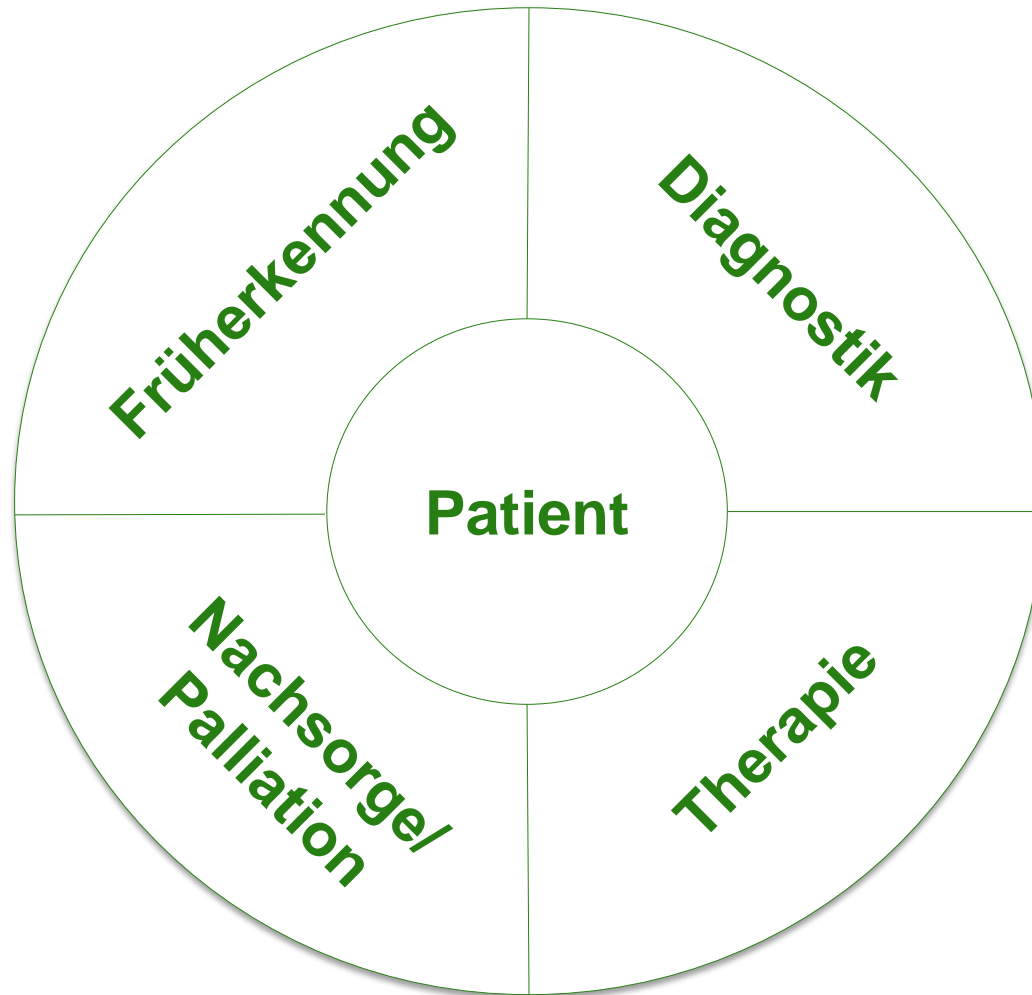 Früherkennung
Diagnostik
Patient
Nachsorge/
Palliation
Therapie